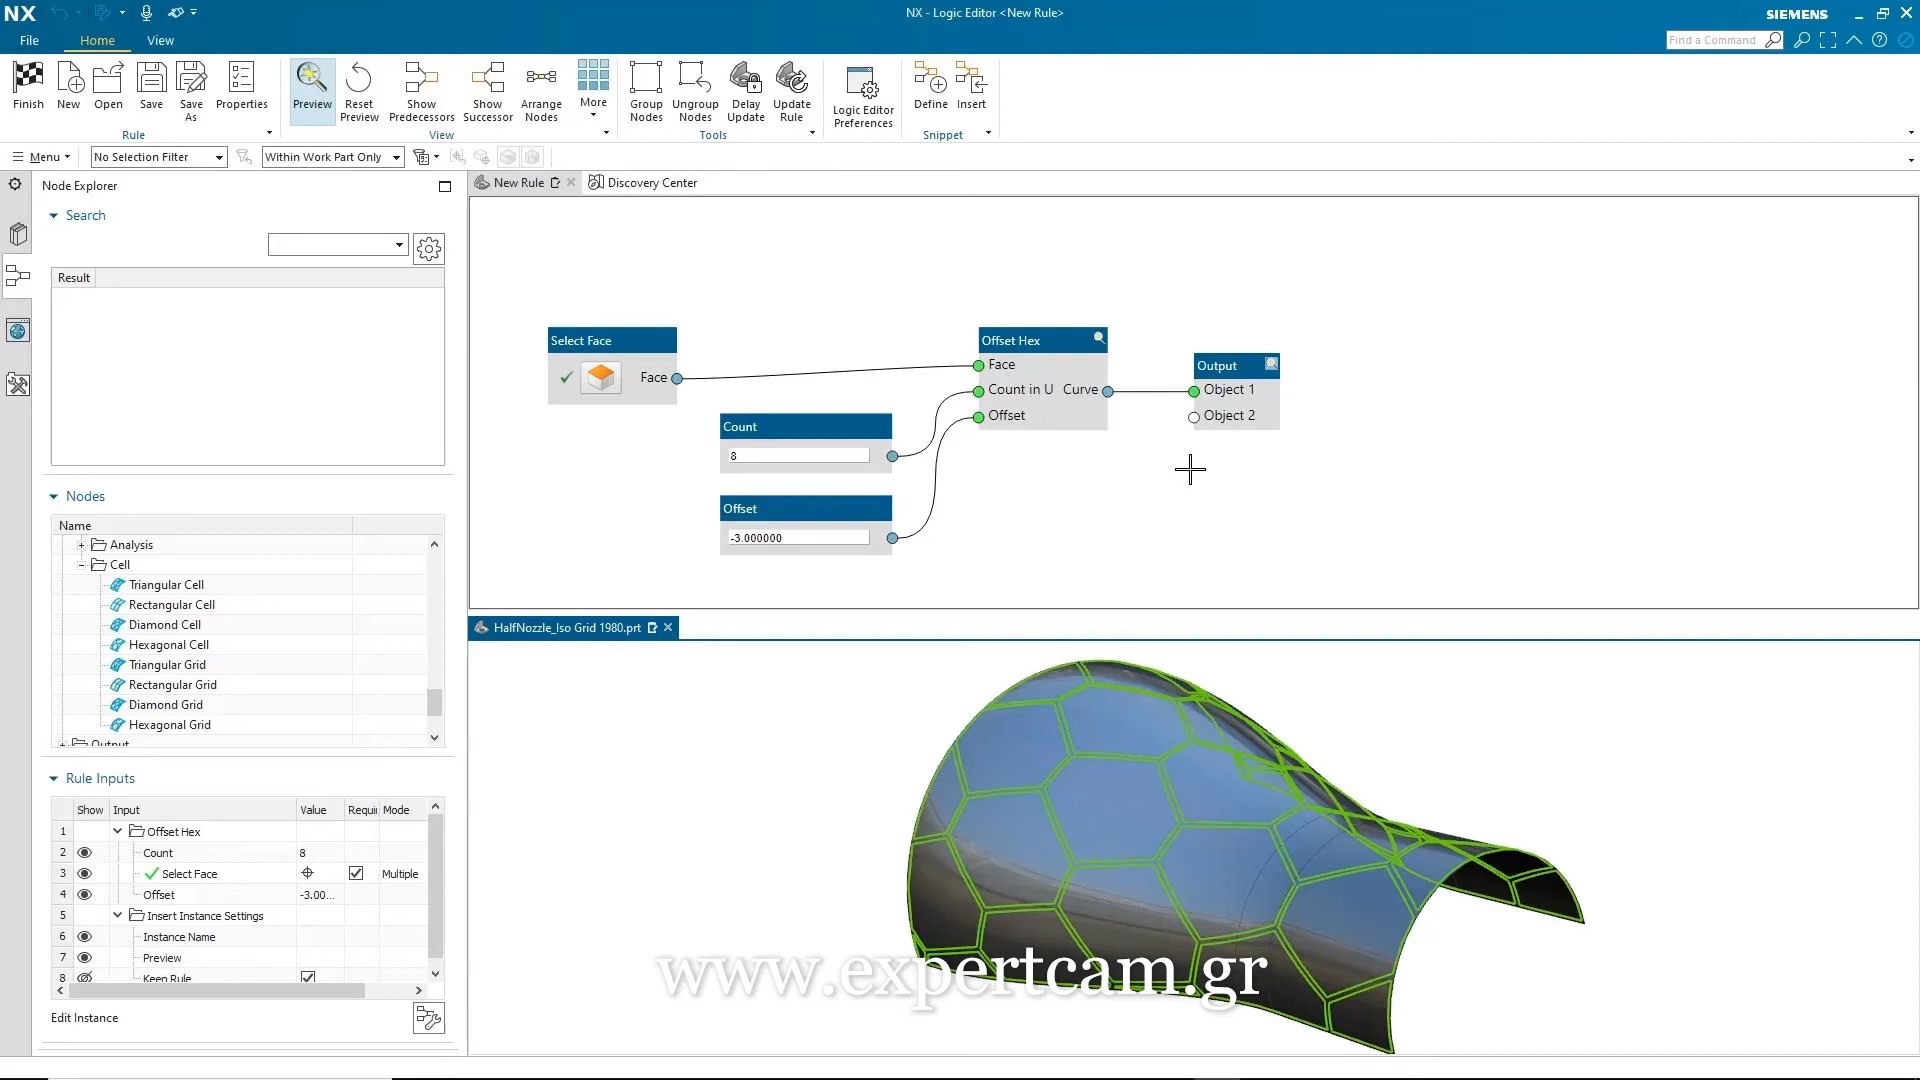 NX
NX - Logic Editor <New Rule>
SIEMENS
File
Home
View
Find a Command
Finish
New
Open
Save
Save As
Properties
Rule
Preview
Reset Preview
Show Predecessors
Show Successor
Arrange Nodes
More
View
Group Nodes
Ungroup Nodes
Delay Update
Update Rule
Tools
Logic Editor Preferences
Define
Insert
Snippet
Menu
No Selection Filter
Within Work Part Only
Node Explorer
Search
Result
Nodes
Name
Analysis
Cell
Triangular Cell
Rectangular Cell
Diamond Cell
Hexagonal Cell
Triangular Grid
Rectangular Grid
Diamond Grid
Hexagonal Grid
Output
Rule Inputs
Show Input Value Requir Mode
1 Offset Hex
2 Count 8
3 Select Face Multiple
4 Offset -3.00...
5 Insert Instance Settings
6 Instance Name
7 Preview
8 Keep Rule
Edit Instance
New Rule
Discovery Center
Select Face
Face
Count
8
Offset
-3.000000
Offset Hex
Face
Count in U Curve
Offset
Output
Object 1
Object 2
HalfNozzle_Iso Grid 1980.prt
www.expertcam.gr